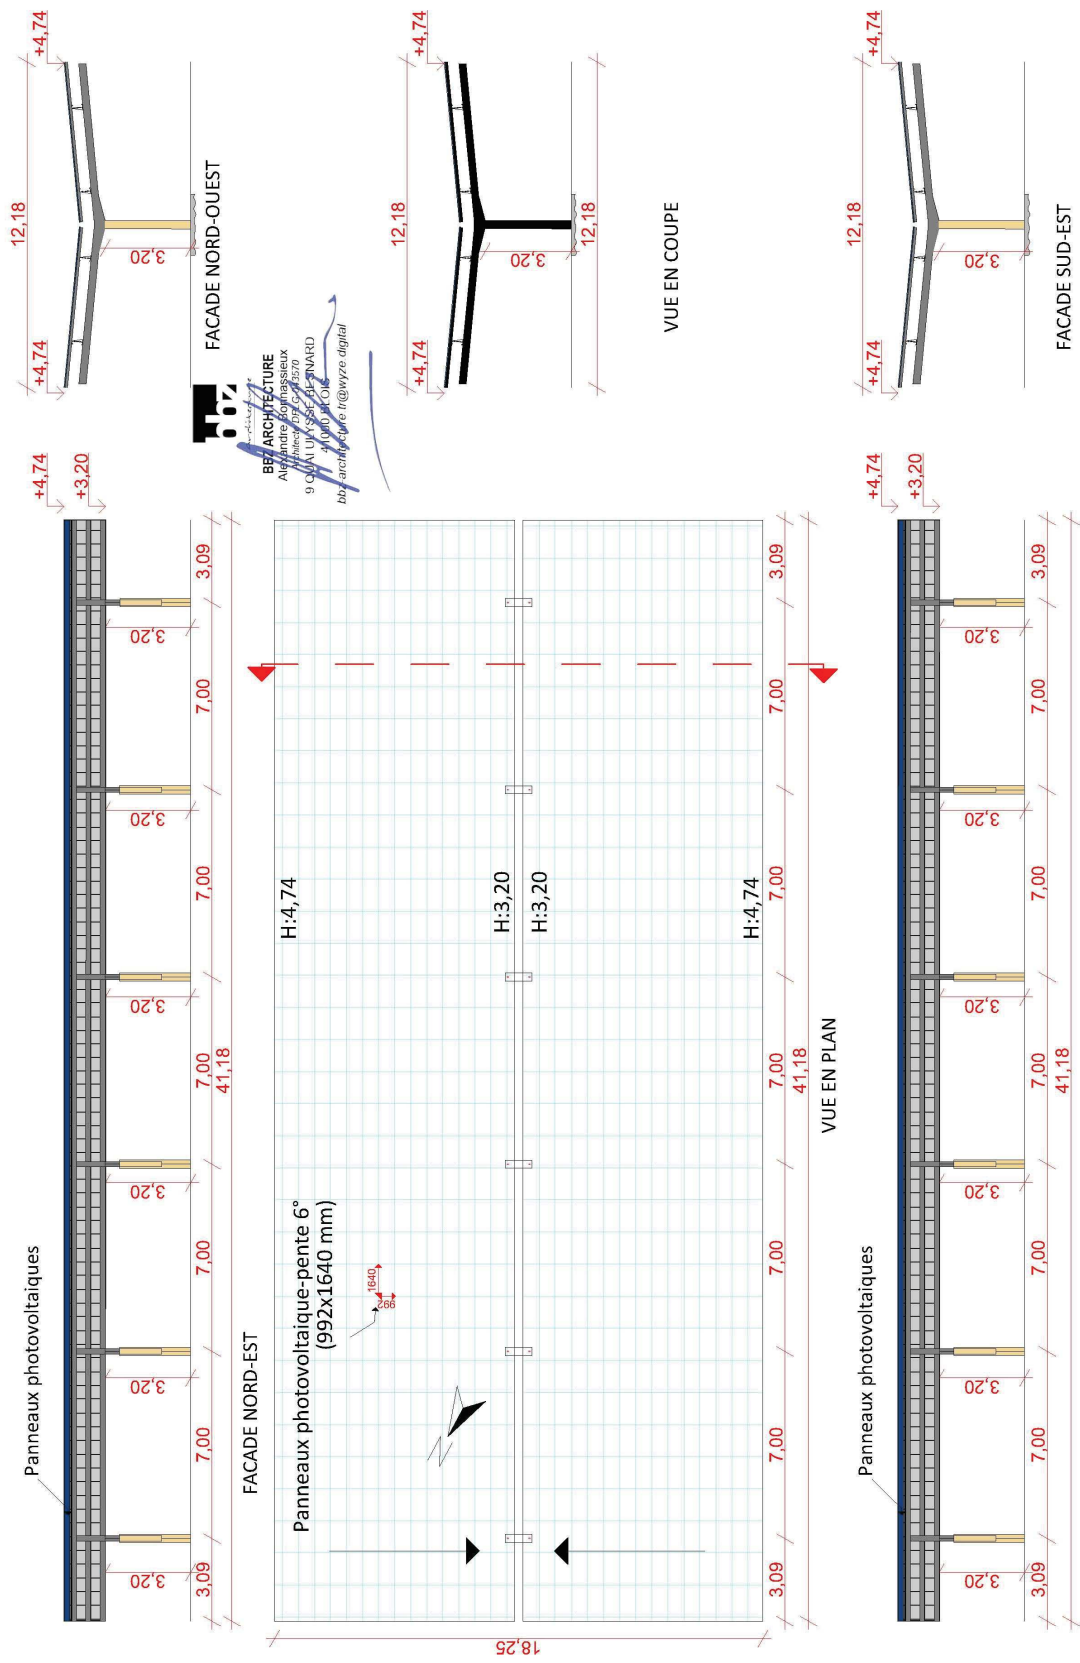 Panneaux photovoltaiques
+4,74
+3,20
3,20 3,20 3,20 3,20 3,20 3,20
3,09 7,00 7,00 7,00 7,00 7,00 3,09
41,18
FACADE NORD-EST
12,18
+4,74 +4,74
3,20
FACADE NORD-OUEST
bbz
BBZ ARCHITECTURE
Alexandre Bonnassieux
9 QUAI ULYSSE BESNARD
41000 BLOIS
Panneaux photovoltaique-pente 6°
(992x1640 mm)
1640
992
N
H:4,74
H:3,20
H:3,20
H:4,74
18,25
3,09 7,00 7,00 7,00 7,00 7,00 3,09
41,18
VUE EN PLAN
12,18
+4,74 +4,74
3,20
12,18
VUE EN COUPE
Panneaux photovoltaiques
+4,74
+3,20
3,20 3,20 3,20 3,20 3,20 3,20
3,09 7,00 7,00 7,00 7,00 7,00 3,09
41,18
12,18
+4,74 +4,74
3,20
FACADE SUD-EST